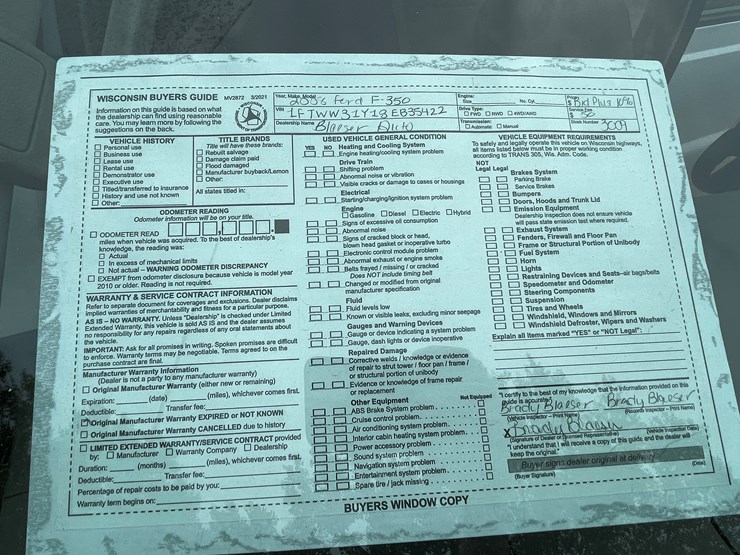 WISCONSIN BUYERS GUIDE MV2872 3/2021
Information on this guide is based on what
the dealership can find using reasonable
care. You may learn more by following the
suggestions on the back.
Year, Make, Model
2006 Ford F-350
VIN 1FTWW31Y18EB35422
Dealership Name Blaeser Auto
Engine:
Size No. Cyl.
Drive Type:
FWD RWD 4WD/AWD
Transmission:
Automatic Manual
Price
$ Bid Plus 10%
Service Fee
$
Stock Number 3009
VEHICLE HISTORY
Personal use
Business use
Lease use
Rental use
Demonstrator use
Executive use
Titled/transferred to insurance
History and use not known
Other:
TITLE BRANDS
Title will have these brands:
Rebuilt salvage
Damage claim paid
Flood damaged
Manufacturer buyback/Lemon
Other:
All states titled in:
ODOMETER READING
Odometer information will be on your title.
ODOMETER READ
miles when vehicle was acquired. To the best of dealership's
knowledge, the reading was:
Actual
In excess of mechanical limits
Not actual – WARNING ODOMETER DISCREPANCY
EXEMPT from odometer disclosure because vehicle is model year
2010 or older. Reading is not required.
WARRANTY & SERVICE CONTRACT INFORMATION
Refer to separate document for coverages and exclusions. Dealer disclaims
implied warranties of merchantability and fitness for a particular purpose.
AS IS – NO WARRANTY. Unless "Dealership" is checked under Limited
Extended Warranty, this vehicle is sold AS IS and the dealer assumes
no responsibility for any repairs regardless of any oral statements about
the vehicle.
IMPORTANT: Ask for all promises in writing. Spoken promises are difficult
to enforce. Warranty terms may be negotiable. Terms agreed to on the
purchase contract are final.
Manufacturer Warranty Information
(Dealer is not a party to any manufacturer warranty)
Original Manufacturer Warranty (either new or remaining)
Expiration: (date) (miles), whichever comes first.
Deductible: Transfer fee:
Original Manufacturer Warranty EXPIRED or NOT KNOWN
Original Manufacturer Warranty CANCELLED due to history
LIMITED EXTENDED WARRANTY/SERVICE CONTRACT provided
by: Manufacturer Warranty Company Dealership
Duration: (months) (miles), whichever comes first.
Deductible: Transfer fee:
Percentage of repair costs to be paid by you:
Warranty term begins on:
USED VEHICLE GENERAL CONDITION
YES NO Heating and Cooling System
Engine heating/cooling system problem
Drive Train
Shifting problem
Abnormal noise or vibration
Visible cracks or damage to cases or housings
Electrical
Starting/charging/ignition system problem
Engine
Gasoline Diesel Electric Hybrid
Signs of excessive oil consumption
Abnormal noise
Signs of cracked block or head,
blown head gasket or inoperative turbo
Electronic control module problem
Abnormal exhaust or engine smoke
Belts frayed / missing / or cracked
Does NOT include timing belt
Changed or modified from original
manufacturer specification
Fluid
Fluid levels low
Known or visible leaks, excluding minor seepage
Gauges and Warning Devices
Gauge or device indicating a system problem
Gauge, dash lights or device inoperative
Repaired Damage
Corrective welds / knowledge or evidence
of repair to strut tower / floor pan / frame /
or structural portion of unibody
Evidence or knowledge of frame repair
or replacement
Other Equipment Not Equipped
ABS Brake System problem
Cruise control problem
Air conditioning system problem
Interior cabin heating system problem
Power accessory problem
Sound system problem
Navigation system problem
Entertainment system problem
Spare tire / jack missing
VEHICLE EQUIPMENT REQUIREMENTS
To safely and legally operate this vehicle on Wisconsin highways,
all items listed below must be in proper working condition
according to TRANS 305, Wis. Adm. Code.
NOT
Legal Legal Brakes System
Parking Brake
Service Brakes
Bumpers
Doors, Hoods and Trunk Lid
Emission Equipment
Dealership inspection does not ensure vehicle
will pass state emission test where required.
Exhaust System
Fenders, Firewall and Floor Pan
Frame or Structural Portion of Unibody
Fuel System
Horn
Lights
Restraining Devices and Seats–air bags/belts
Speedometer and Odometer
Steering Components
Suspension
Tires and Wheels
Windshield, Windows and Mirrors
Windshield Defroster, Wipers and Washers
Explain all items marked "YES" or "NOT Legal":
"I certify to the best of my knowledge that the information provided on this
guide is accurate."
Brady Blaeser Brady Blaeser
(Vehicle Inspector – Print Name) (Records Inspector – Print Name)
X Brady Blaeser
(Signature of Dealer or Licensed Representative) (Vehicle Inspection Date)
"I understand that I will receive a copy of this guide and the dealer will
keep the original."
Buyer signs dealer original at delivery
(Buyer Signature) (Date)
BUYERS WINDOW COPY